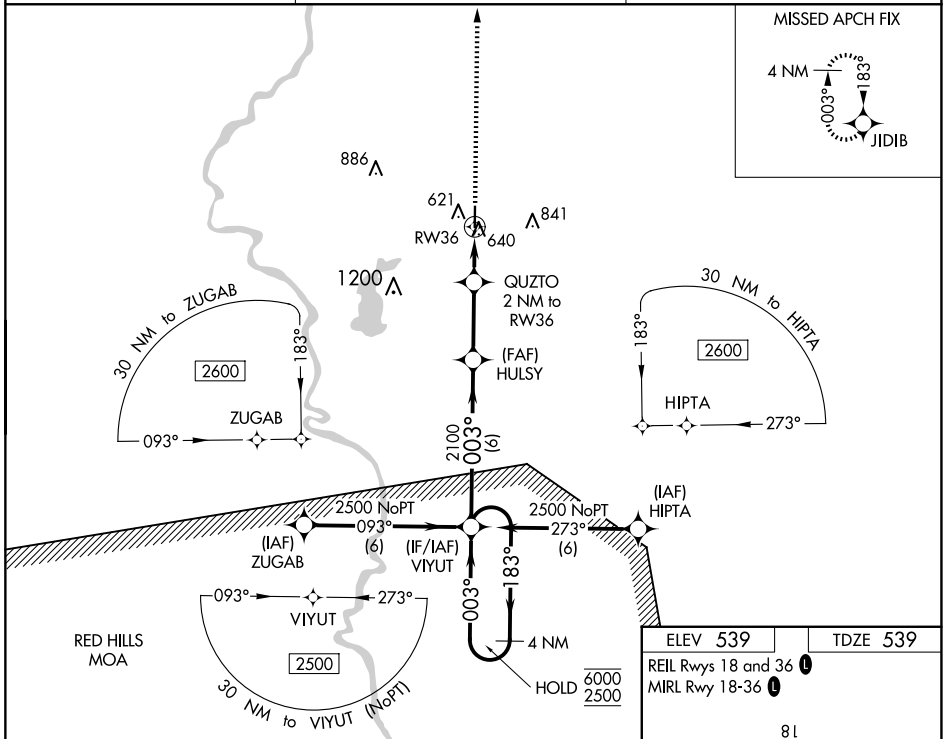 MISSED APCH FIX
4 NM
183°
003°
JIDIB
886
621
841
RW36
640
1200
QUZTO
2 NM to
RW36
30 NM to ZUGAB
183°
2600
ZUGAB
093°
30 NM to HIPTA
183°
2600
HIPTA
273°
(FAF)
HULSY
2100
003°
(6)
2500 NoPT
093°
(6)
(IAF)
ZUGAB
(IF/IAF)
VIYUT
2500 NoPT
273°
(6)
(IAF)
HIPTA
003°
183°
4 NM
HOLD
6000
2500
093°
273°
VIYUT
2500
30 NM to VIYUT (NoPT)
RED HILLS
MOA
ELEV 539
TDZE 539
REIL Rwys 18 and 36 L
MIRL Rwy 18-36 L
18